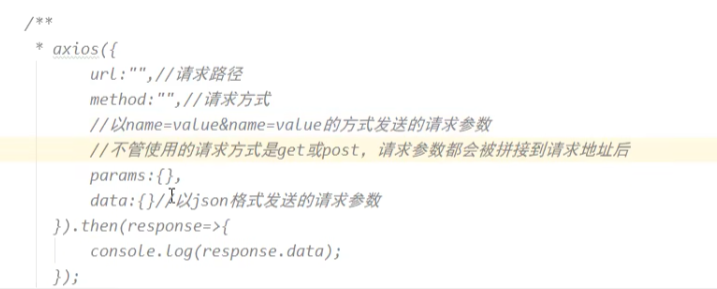 /**
* axios({
url:"",//请求路径
method:"",//请求方式
//以name=value&name=value的方式发送的请求参数
//不管使用的请求方式是get或post，请求参数都会被拼接到请求地址后
params:{},
data:{}//以json格式发送的请求参数
}).then(response=>{
console.log(response.data);
});